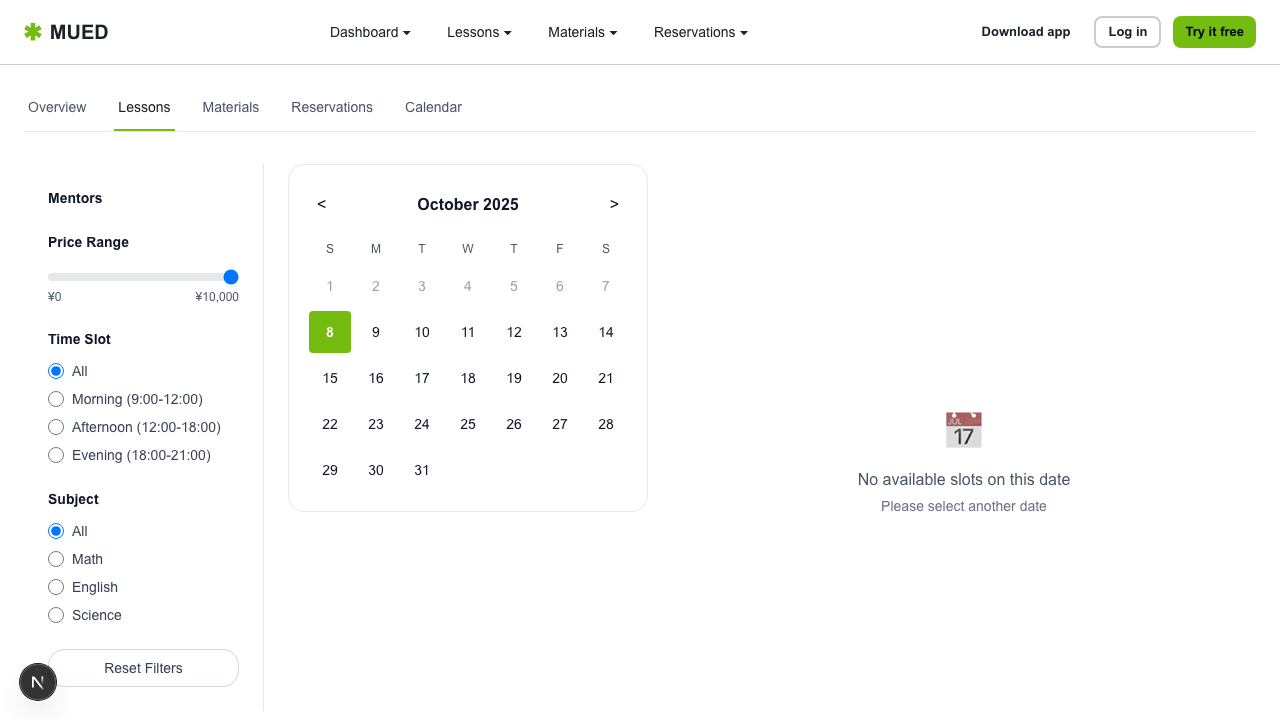 MUED
Dashboard
Lessons
Materials
Reservations
Download app
Log in
Try it free
Overview
Lessons
Materials
Reservations
Calendar
Mentors
Price Range
¥0 ¥10,000
Time Slot
All
Morning (9:00-12:00)
Afternoon (12:00-18:00)
Evening (18:00-21:00)
Subject
All
Math
English
Science
Reset Filters
N
< October 2025 >
S M T W T F S
1 2 3 4 5 6 7
8 9 10 11 12 13 14
15 16 17 18 19 20 21
22 23 24 25 26 27 28
29 30 31
JUL
17
No available slots on this date
Please select another date